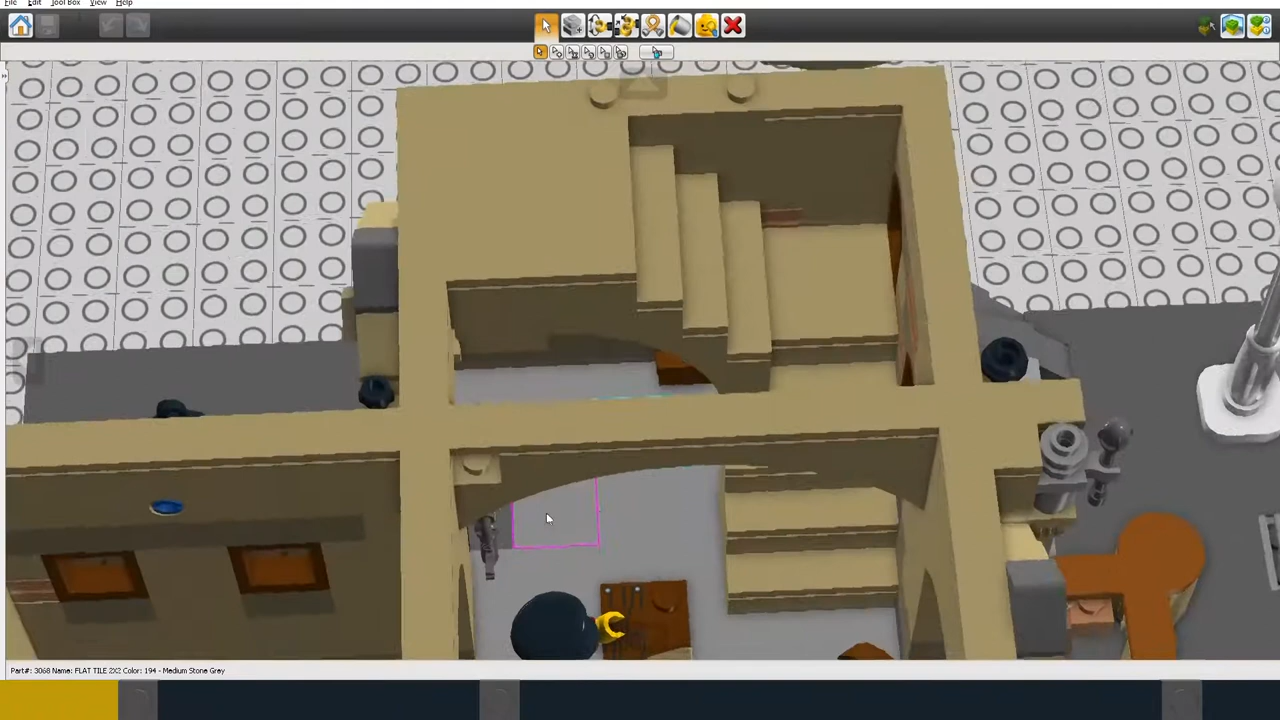 File Edit Tool Box View Help
Part#: 3068 Name: FLAT TILE 2X2 Color: 194 - Medium Stone Grey